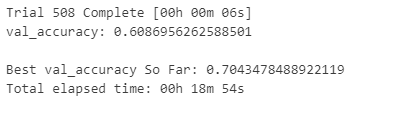 Trial 508 Complete [00h 00m 06s]
val_accuracy: 0.6086956262588501
Best val_accuracy So Far: 0.7043478488922119
Total elapsed time: 00h 18m 54s